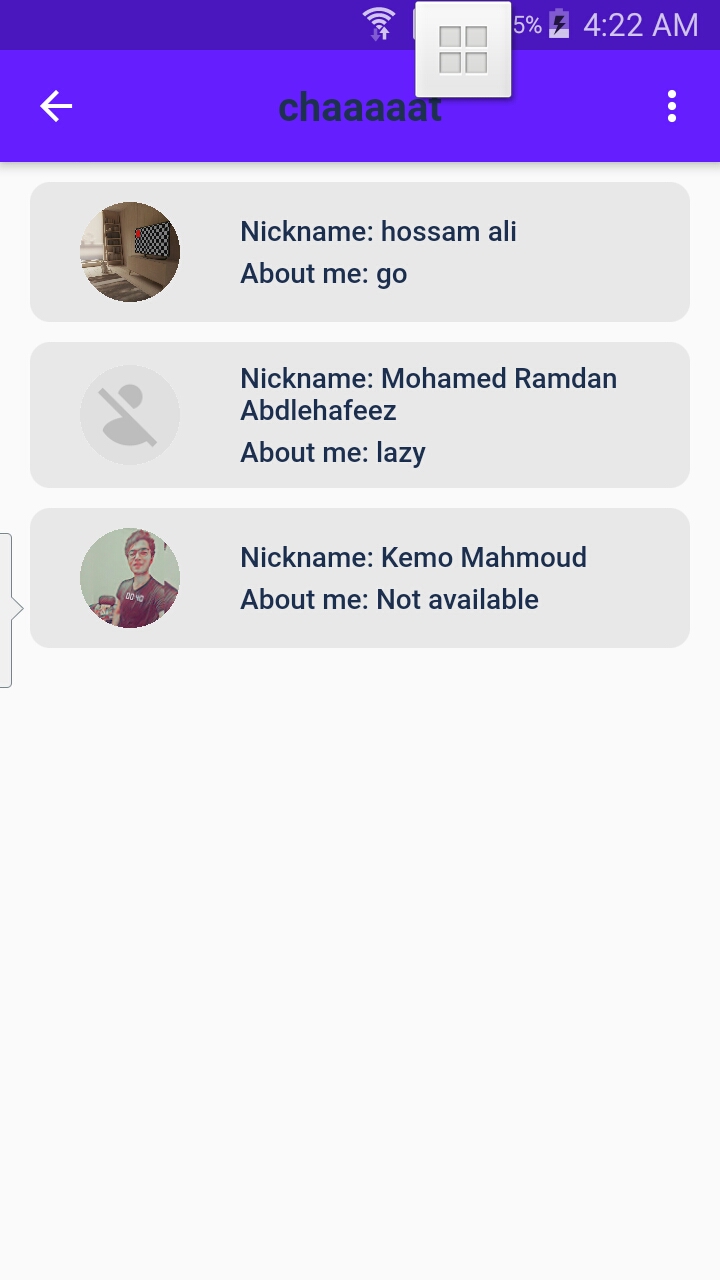 5% 4:22 AM
chaaaaat
Nickname: hossam ali
About me: go
Nickname: Mohamed Ramdan
Abdlehafeez
About me: lazy
Nickname: Kemo Mahmoud
About me: Not available